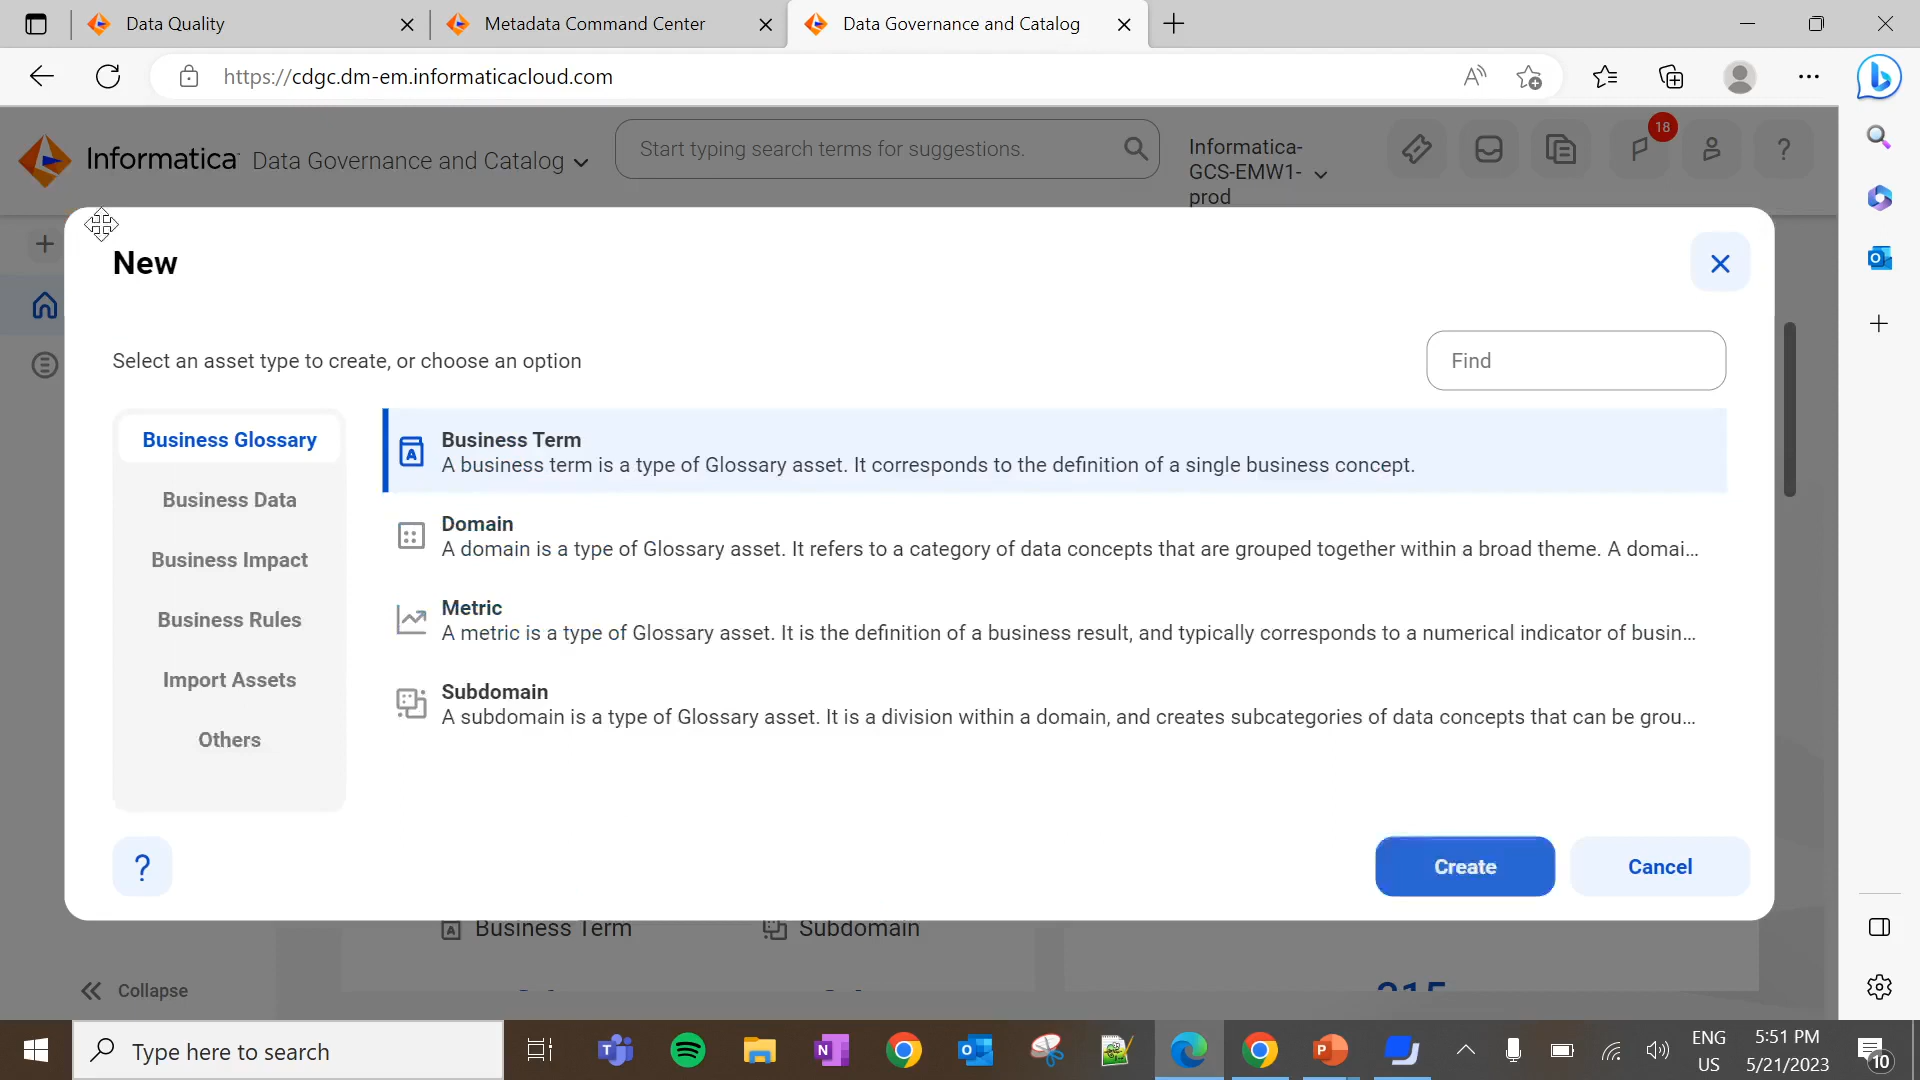 Data Quality
Metadata Command Center
Data Governance and Catalog
https://cdgc.dm-em.informaticacloud.com
Informatica
Data Governance and Catalog
Start typing search terms for suggestions.
Informatica-
GCS-EMW1-
prod
18
?
New
Select an asset type to create, or choose an option
Find
Business Glossary
Business Data
Business Impact
Business Rules
Import Assets
Others
Business Term
A business term is a type of Glossary asset. It corresponds to the definition of a single business concept.
Domain
A domain is a type of Glossary asset. It refers to a category of data concepts that are grouped together within a broad theme. A domai...
Metric
A metric is a type of Glossary asset. It is the definition of a business result, and typically corresponds to a numerical indicator of busin...
Subdomain
A subdomain is a type of Glossary asset. It is a division within a domain, and creates subcategories of data concepts that can be grou...
?
Create
Cancel
Business Term
Subdomain
Collapse
Type here to search
ENG
US
5:51 PM
5/21/2023
10